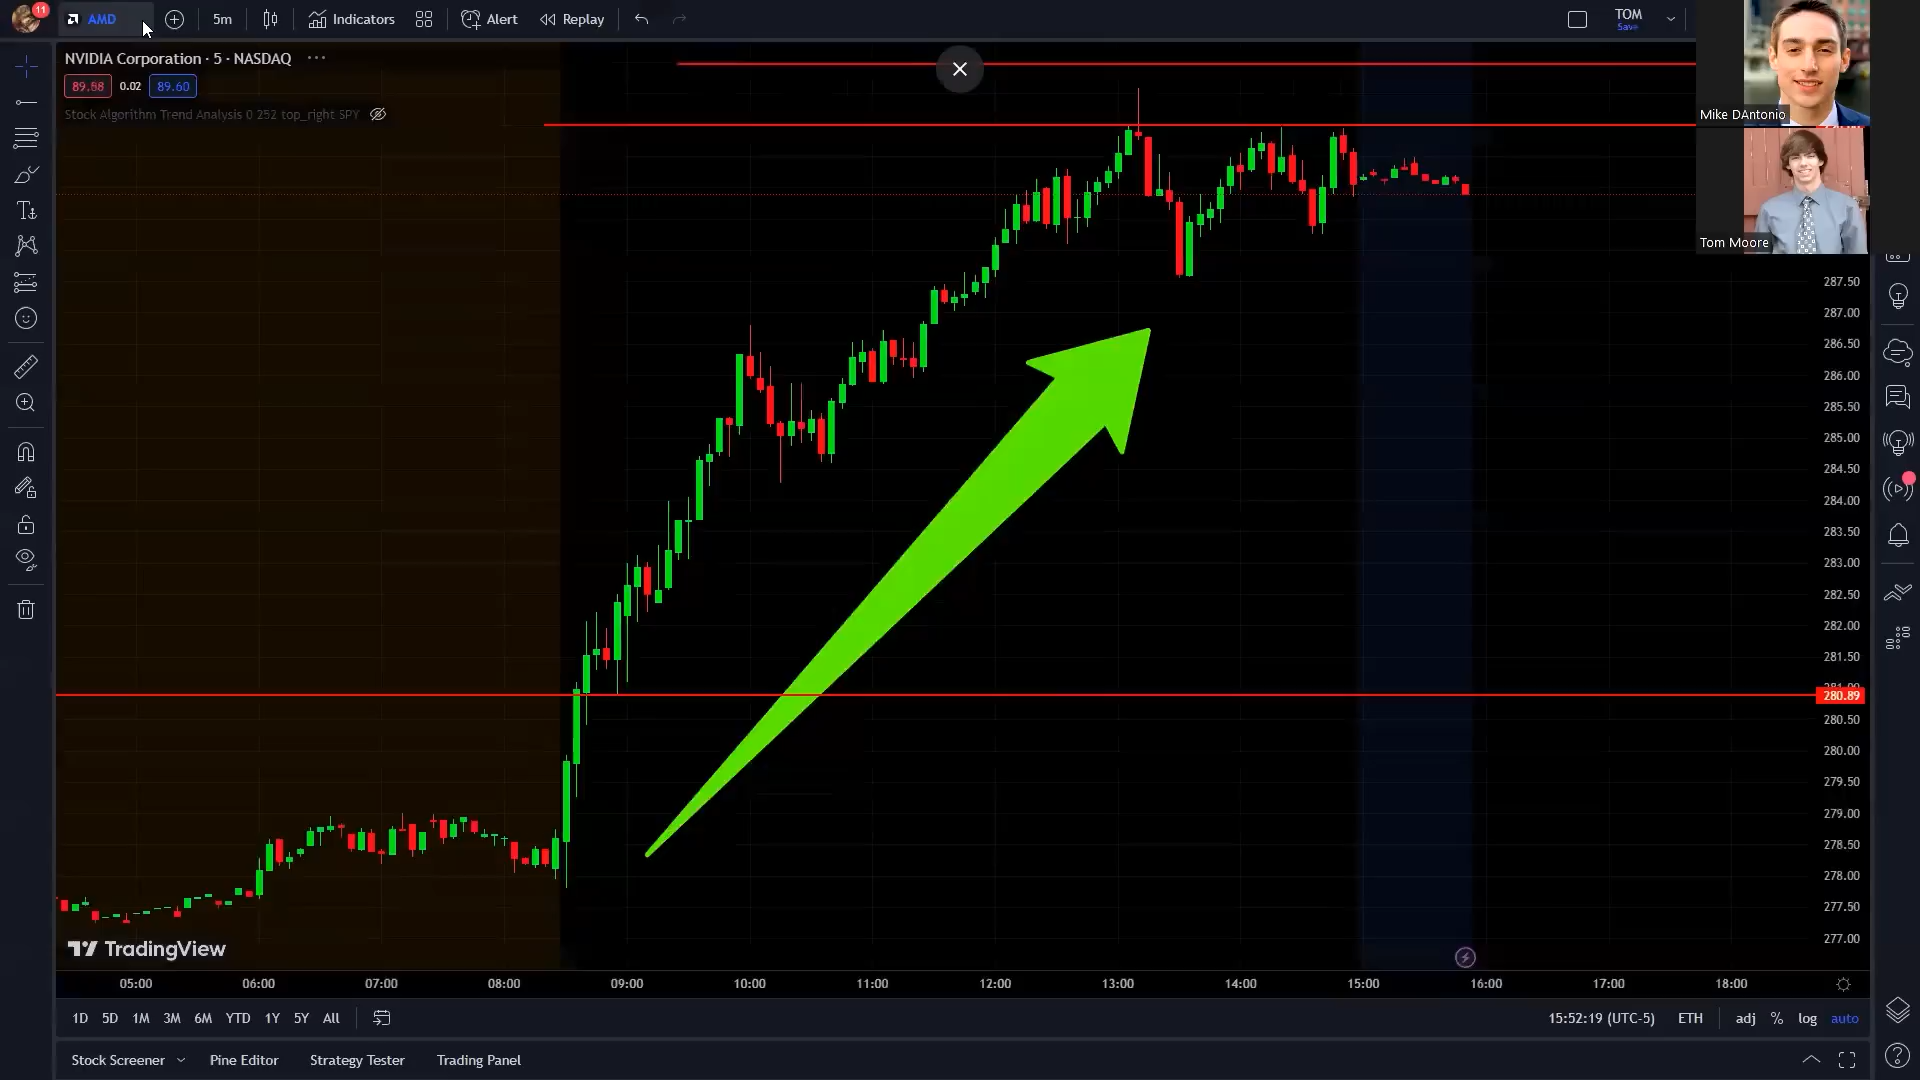 11
AMD
5m
Indicators
Alert
Replay
TOM
Save
NVIDIA Corporation · 5 · NASDAQ
89.88 0.02 89.60
Stock Algorithm Trend Analysis 0 252 top_right SPY
Mike DAntonio
Tom Moore
287.50
287.00
286.50
286.00
285.50
285.00
284.50
284.00
283.50
283.00
282.50
282.00
281.50
280.89
280.50
280.00
279.50
279.00
278.50
278.00
277.50
277.00
TradingView
05:00 06:00 07:00 08:00 09:00 10:00 11:00 12:00 13:00 14:00 15:00 16:00 17:00 18:00
1D 5D 1M 3M 6M YTD 1Y 5Y All
15:52:19 (UTC-5) ETH adj % log auto
Stock Screener Pine Editor Strategy Tester Trading Panel